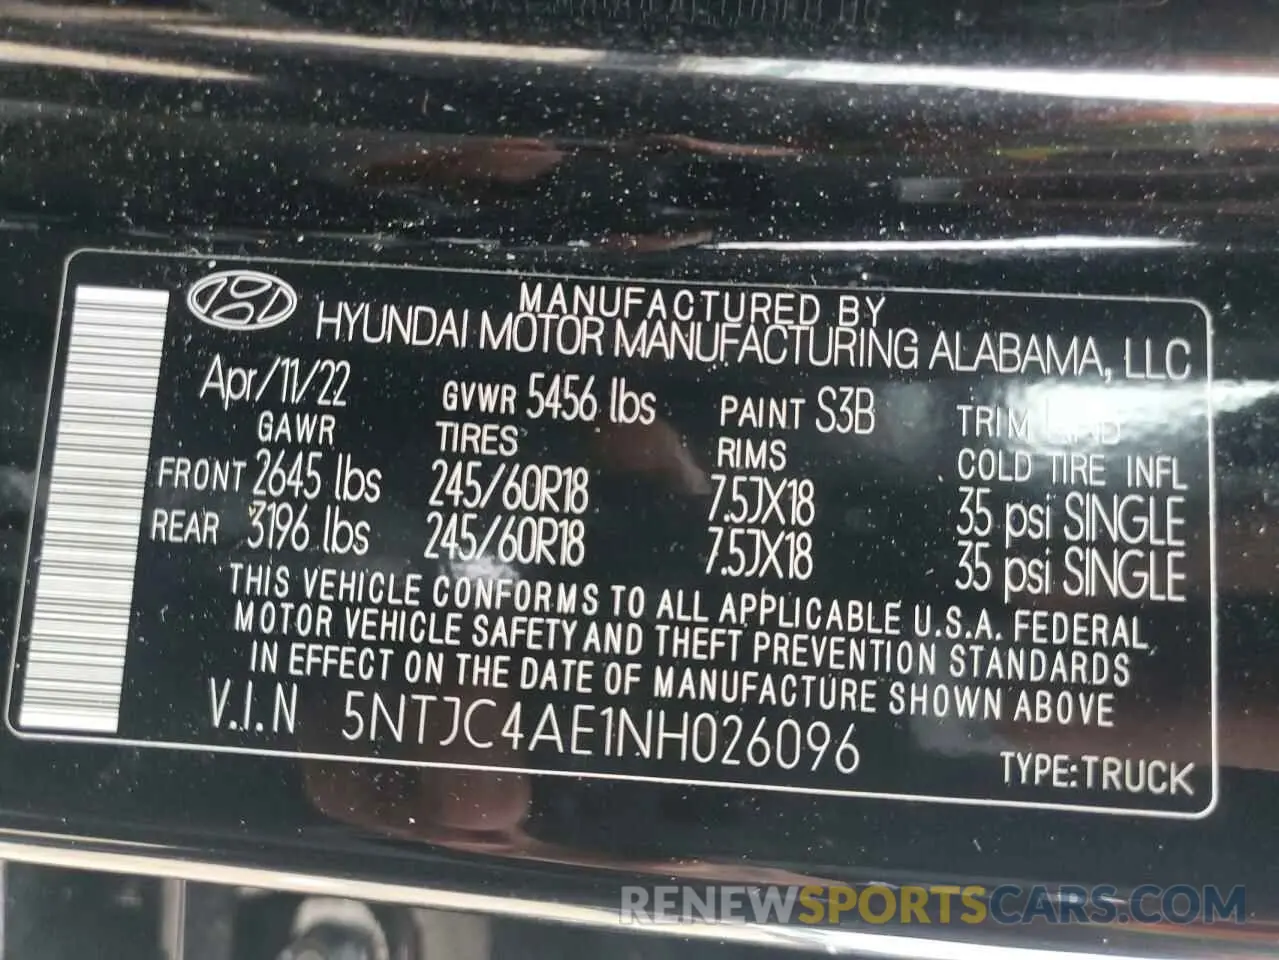 MANUFACTURED BY
HYUNDAI MOTOR MANUFACTURING ALABAMA, LLC
Apr/11/22 GVWR 5456 lbs PAINT S3B TRIM
GAWR TIRES RIMS COLD TIRE INFL
FRONT 2645 lbs 245/60R18 7.5JX18 35 psi SINGLE
REAR 3196 lbs 245/60R18 7.5JX18 35 psi SINGLE
THIS VEHICLE CONFORMS TO ALL APPLICABLE U.S.A. FEDERAL
MOTOR VEHICLE SAFETY AND THEFT PREVENTION STANDARDS
IN EFFECT ON THE DATE OF MANUFACTURE SHOWN ABOVE
V.I.N 5NTJC4AE1NH026096
TYPE:TRUCK
RENEWSPORTSCARS.COM